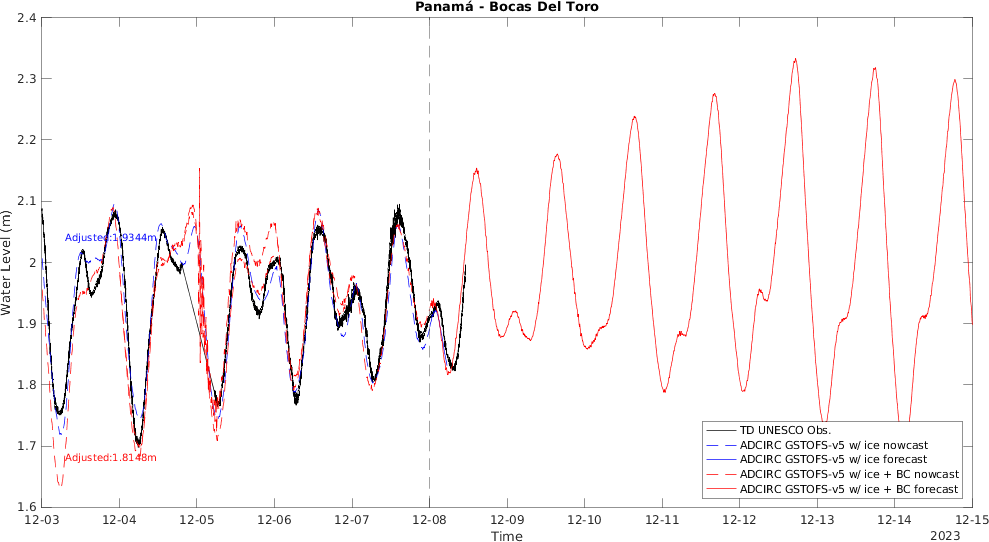 Panamá - Bocas Del Toro
2.4
2.3
2.2
2.1
2
1.9
1.8
1.7
1.6
Water Level (m)
Adjusted:1.9344m
Adjusted:1.8148m
TD UNESCO Obs.
ADCIRC GSTOFS-v5 w/ ice nowcast
ADCIRC GSTOFS-v5 w/ ice forecast
ADCIRC GSTOFS-v5 w/ ice + BC nowcast
ADCIRC GSTOFS-v5 w/ ice + BC forecast
12-03 12-04 12-05 12-06 12-07 12-08 12-09 12-10 12-11 12-12 12-13 12-14 12-15
Time
2023